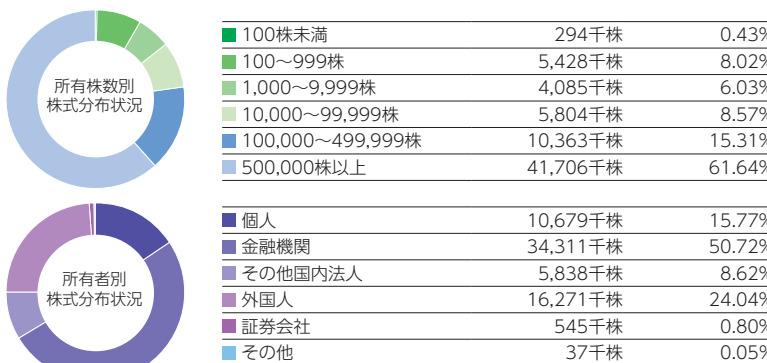 所有株数別
株式分布状況
100株未満 294千株 0.43%
100～999株 5,428千株 8.02%
1,000～9,999株 4,085千株 6.03%
10,000～99,999株 5,804千株 8.57%
100,000～499,999株 10,363千株 15.31%
500,000株以上 41,706千株 61.64%
所有者別
株式分布状況
個人 10,679千株 15.77%
金融機関 34,311千株 50.72%
その他国内法人 5,838千株 8.62%
外国人 16,271千株 24.04%
証券会社 545千株 0.80%
その他 37千株 0.05%